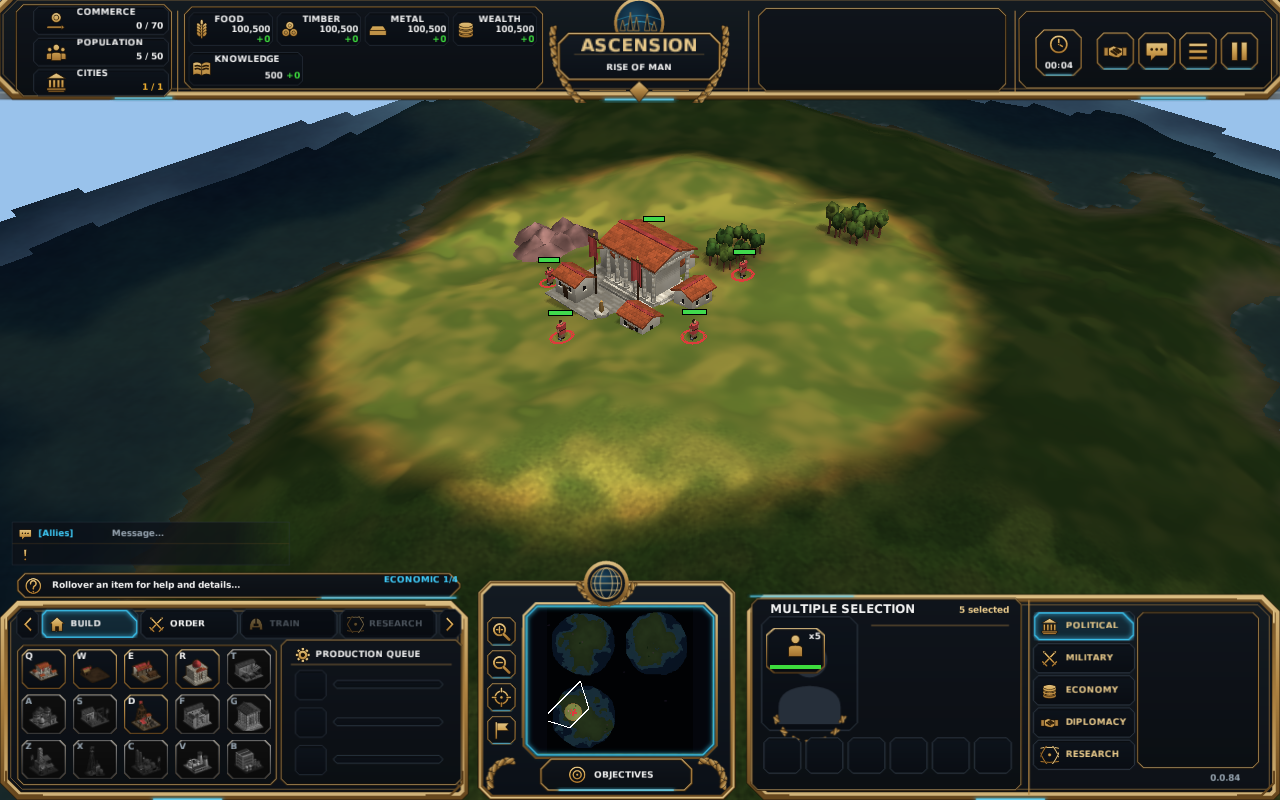 COMMERCE
0 / 70
POPULATION
5 / 50
CITIES
1 / 1
FOOD
100,500
+0
TIMBER
100,500
+0
METAL
100,500
+0
WEALTH
100,500
+0
KNOWLEDGE
500 +0
ASCENSION
RISE OF MAN
00:04
[Allies] Message...
!
Rollover an item for help and details...
ECONOMIC 1/4
BUILD
ORDER
TRAIN
RESEARCH
Q W E R T
A S D F G
Z X C V B
PRODUCTION QUEUE
OBJECTIVES
MULTIPLE SELECTION
5 selected
x5
POLITICAL
MILITARY
ECONOMY
DIPLOMACY
RESEARCH
0.0.84